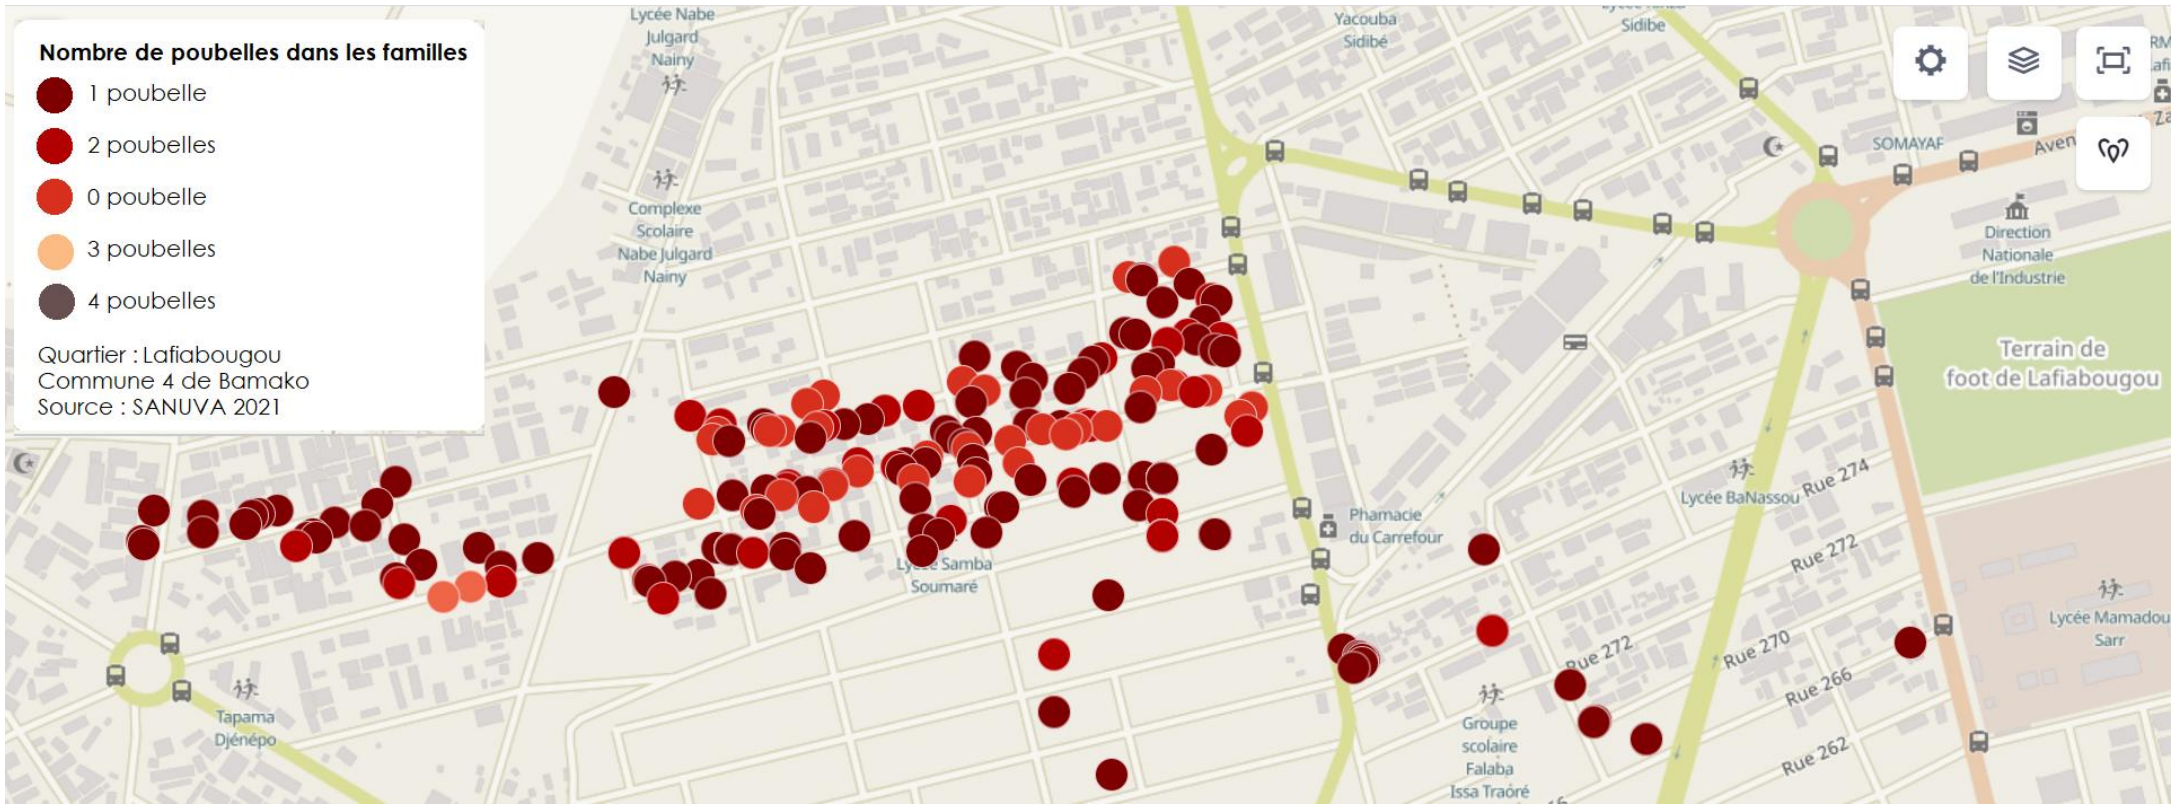 Nombre de poubelles dans les familles
1 poubelle
2 poubelles
0 poubelle
3 poubelles
4 poubelles
Quartier : Lafiabougou
Commune 4 de Bamako
Source : SANUVA 2021
Lycée Nabe
Julgard
Nainy
Complexe
Scolaire
Nabe Julgard
Nainy
Yacouba
Sidibé
Sidibe
SOMAYAF
Aven
Za
Direction
Nationale
de l'Industrie
Terrain de
foot de Lafiabougou
Lycée BaNassou
Rue 274
Phamacie
du Carrefour
Rue 272
Lycée Samba
Soumaré
Lycée Mamadou
Sarr
Rue 272
Rue 270
Rue 266
Tapama
Djénépo
Groupe
scolaire
Falaba
Issa Traoré
Rue 262